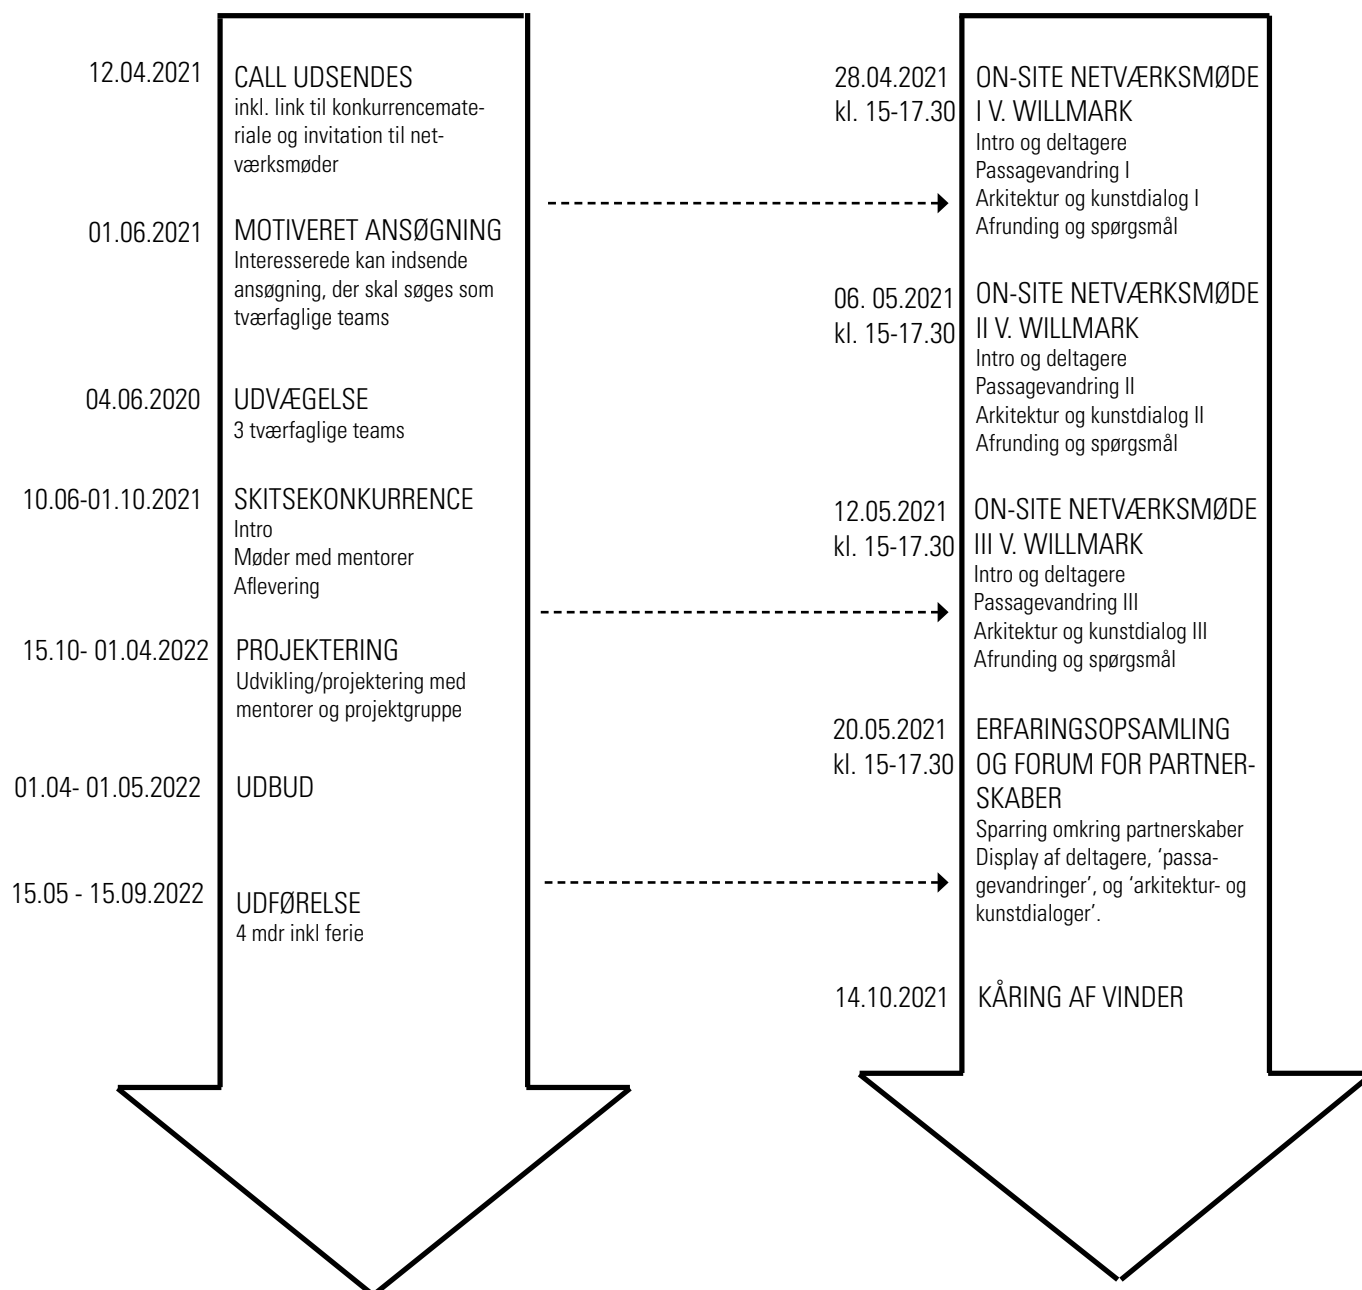 12.04.2021
CALL UDSENDES
inkl. link til konkurrencemate-
riale og invitation til net-
værksmøder
01.06.2021
MOTIVERET ANSØGNING
Interesserede kan indsende
ansøgning, der skal søges som
tværfaglige teams
04.06.2020
UDVÆGELSE
3 tværfaglige teams
10.06-01.10.2021
SKITSEKONKURRENCE
Intro
Møder med mentorer
Aflevering
15.10- 01.04.2022
PROJEKTERING
Udvikling/projektering med
mentorer og projektgruppe
01.04- 01.05.2022
UDBUD
15.05 - 15.09.2022
UDFØRELSE
4 mdr inkl ferie
28.04.2021
kl. 15-17.30
ON-SITE NETVÆRKSMØDE
I V. WILLMARK
Intro og deltagere
Passagevandring I
Arkitektur og kunstdialog I
Afrunding og spørgsmål
06. 05.2021
kl. 15-17.30
ON-SITE NETVÆRKSMØDE
II V. WILLMARK
Intro og deltagere
Passagevandring II
Arkitektur og kunstdialog II
Afrunding og spørgsmål
12.05.2021
kl. 15-17.30
ON-SITE NETVÆRKSMØDE
III V. WILLMARK
Intro og deltagere
Passagevandring III
Arkitektur og kunstdialog III
Afrunding og spørgsmål
20.05.2021
kl. 15-17.30
ERFARINGSOPSAMLING
OG FORUM FOR PARTNER-
SKABER
Sparring omkring partnerskaber
Display af deltagere, ‘passa-
gevandringer’, og ‘arkitektur- og
kunstdialoger’.
14.10.2021
KÅRING AF VINDER